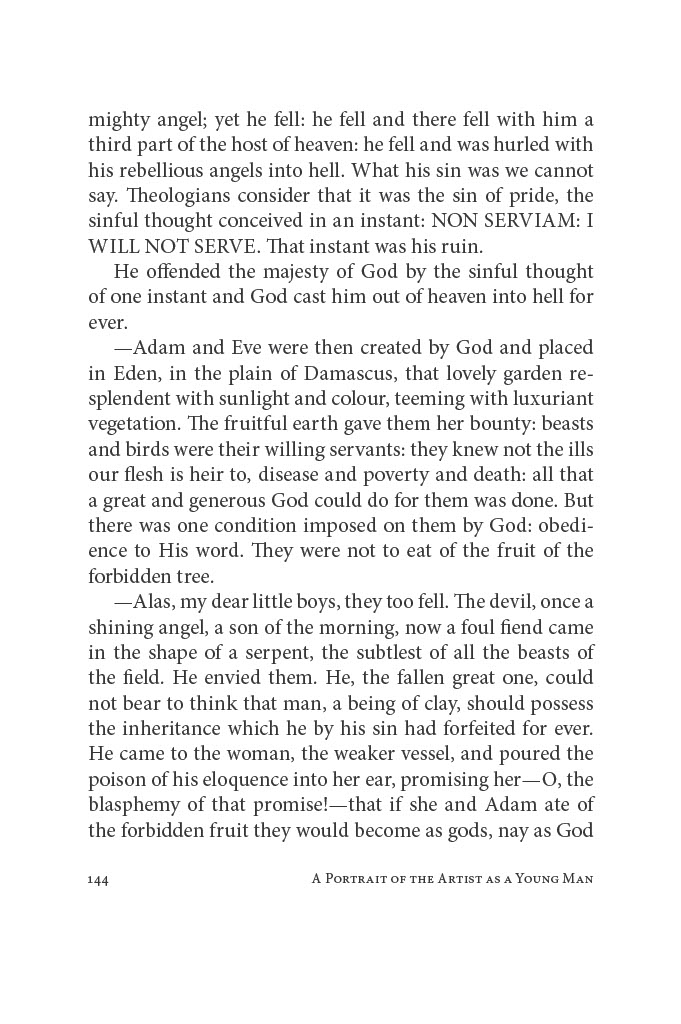 mighty angel; yet he fell: he fell and there fell with him a
third part of the host of heaven: he fell and was hurled with
his rebellious angels into hell. What his sin was we cannot
say. Theologians consider that it was the sin of pride, the
sinful thought conceived in an instant: NON SERVIAM: I
WILL NOT SERVE. That instant was his ruin.
He offended the majesty of God by the sinful thought
of one instant and God cast him out of heaven into hell for
ever.
—Adam and Eve were then created by God and placed
in Eden, in the plain of Damascus, that lovely garden re-
splendent with sunlight and colour, teeming with luxuriant
vegetation. The fruitful earth gave them her bounty: beasts
and birds were their willing servants: they knew not the ills
our flesh is heir to, disease and poverty and death: all that
a great and generous God could do for them was done. But
there was one condition imposed on them by God: obedi-
ence to His word. They were not to eat of the fruit of the
forbidden tree.
—Alas, my dear little boys, they too fell. The devil, once a
shining angel, a son of the morning, now a foul fiend came
in the shape of a serpent, the subtlest of all the beasts of
the field. He envied them. He, the fallen great one, could
not bear to think that man, a being of clay, should possess
the inheritance which he by his sin had forfeited for ever.
He came to the woman, the weaker vessel, and poured the
poison of his eloquence into her ear, promising her—O, the
blasphemy of that promise!—that if she and Adam ate of
the forbidden fruit they would become as gods, nay as God
144 A Portrait of the Artist as a Young Man